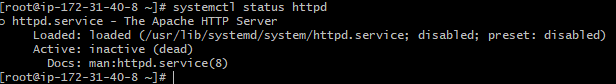 [root@ip-172-31-40-8 ~]# systemctl status httpd
○ httpd.service - The Apache HTTP Server
     Loaded: loaded (/usr/lib/systemd/system/httpd.service; disabled; preset: disabled)
     Active: inactive (dead)
       Docs: man:httpd.service(8)
[root@ip-172-31-40-8 ~]#